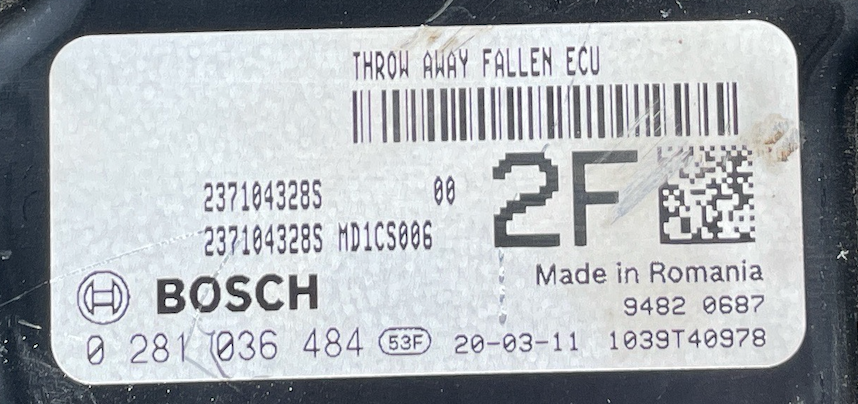 THROW AWAY FALLEN ECU
237104328S 00
237104328S MD1CS006
2F
Made in Romania
BOSCH
9482 0687
0 281 036 484 53F 20-03-11 1039T40978